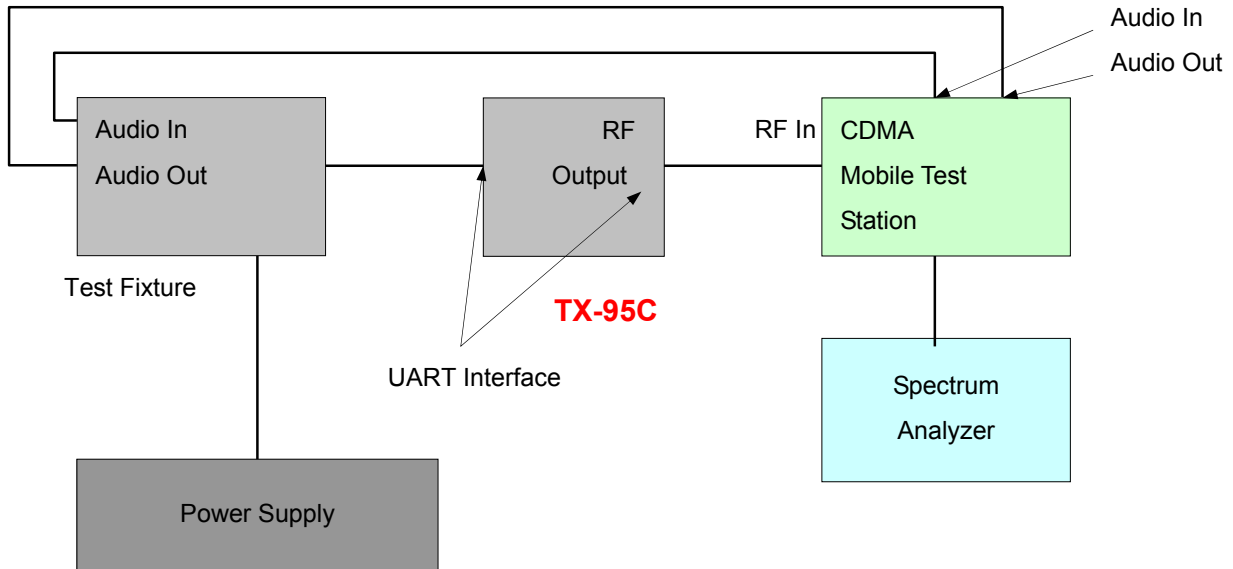 Audio In
Audio Out
Audio In
Audio Out
Test Fixture
RF
Output
TX-95C
UART Interface
RF In
CDMA
Mobile Test
Station
Spectrum
Analyzer
Power Supply